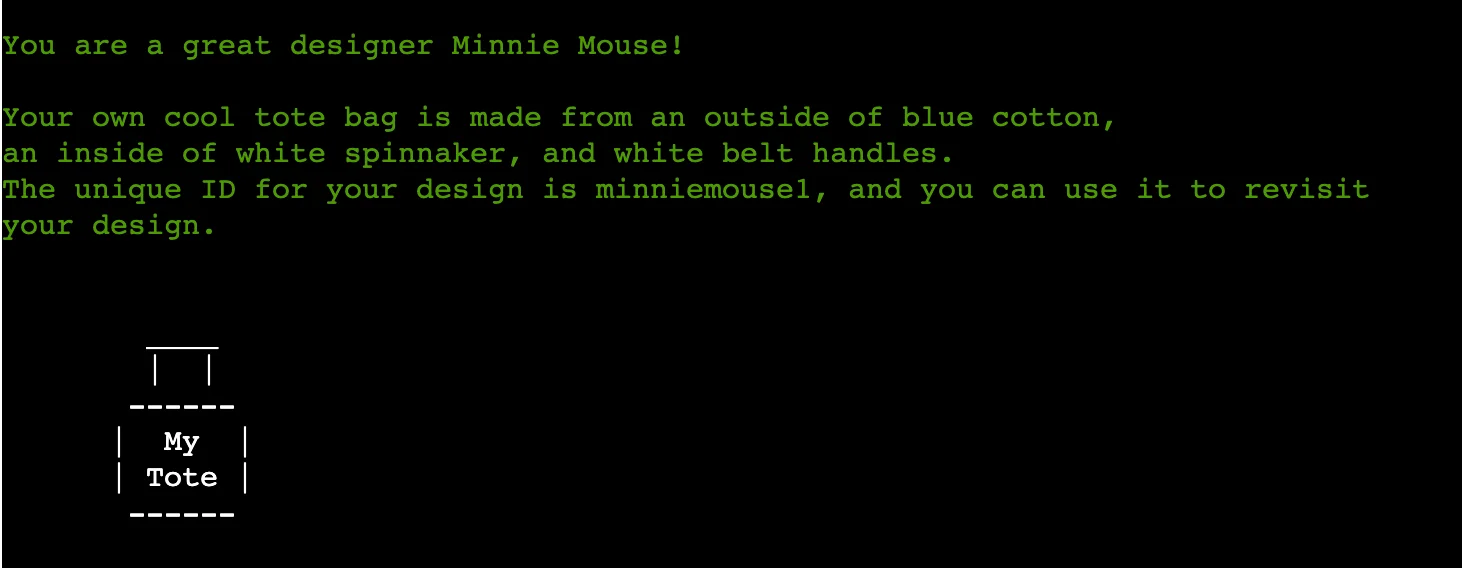 You are a great designer Minnie Mouse!
Your own cool tote bag is made from an outside of blue cotton,
an inside of white spinnaker, and white belt handles.
The unique ID for your design is minniemouse1, and you can use it to revisit
your design.
____
|  |
------
|  My  |
| Tote |
------